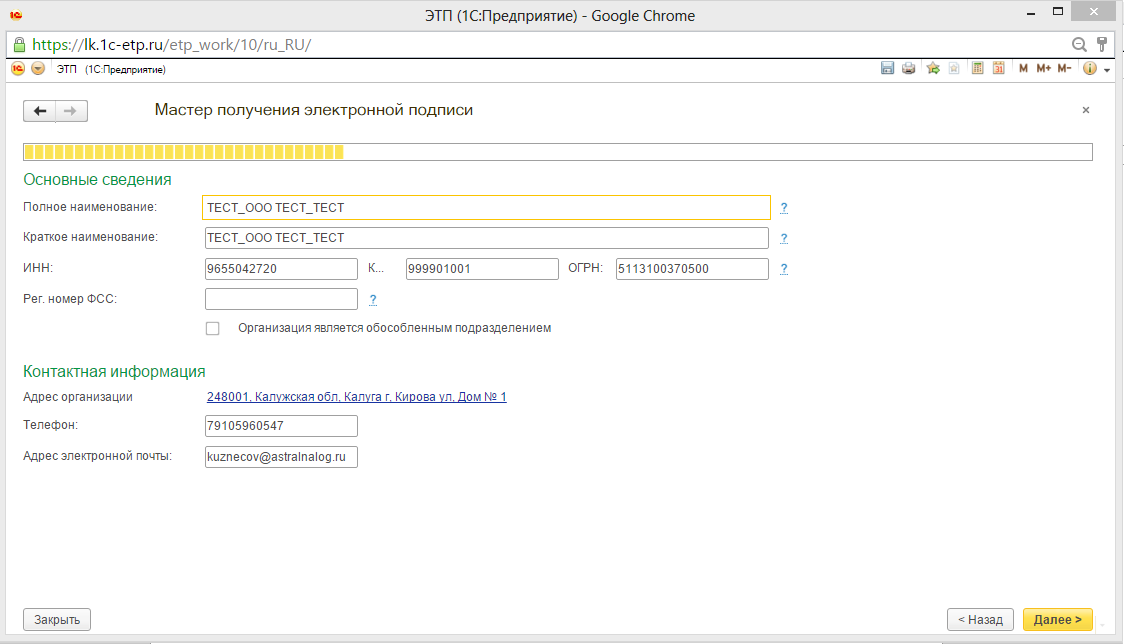 ЭТП (1С:Предприятие) - Google Chrome
https://lk.1c-etp.ru/etp_work/10/ru_RU/
ЭТП (1С:Предприятие) 31 M M+ M-
Мастер получения электронной подписи ×
Основные сведения
Полное наименование: ТЕСТ_ООО ТЕСТ_ТЕСТ ?
Краткое наименование: ТЕСТ_ООО ТЕСТ_ТЕСТ ?
ИНН: 9655042720 К... 999901001 ОГРН: 5113100370500 ?
Рег. номер ФСС: ?
Организация является обособленным подразделением
Контактная информация
Адрес организации 248001, Калужская обл, Калуга г, Кирова ул, Дом № 1
Телефон: 79105960547
Адрес электронной почты: kuznecov@astralnalog.ru
Закрыть < Назад Далее >